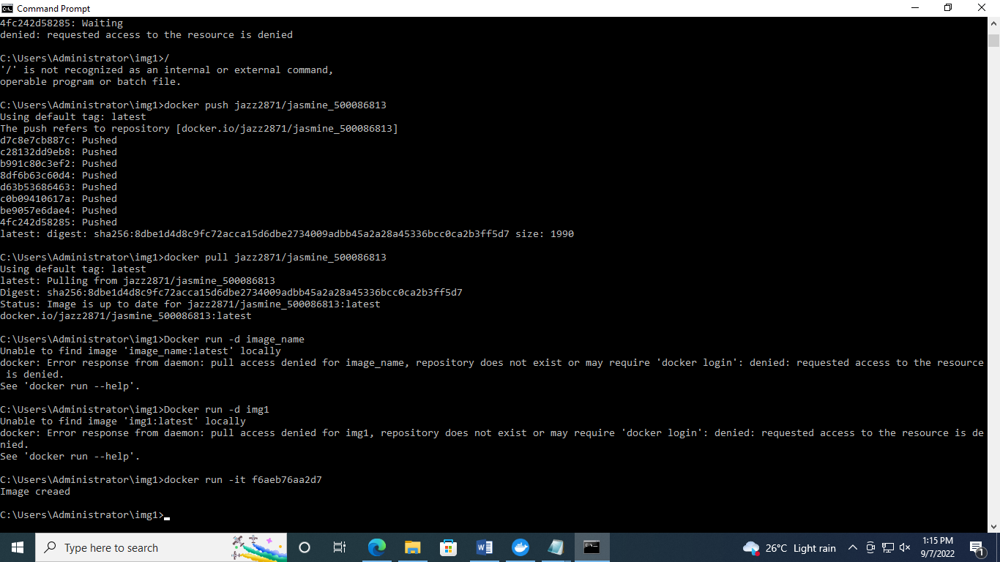 Command Prompt
4fc242d58285: Waiting
denied: requested access to the resource is denied
C:\Users\Administrator\img1>/
'/' is not recognized as an internal or external command,
operable program or batch file.
C:\Users\Administrator\img1>docker push jazz2871/jasmine_500086813
Using default tag: latest
The push refers to repository [docker.io/jazz2871/jasmine_500086813]
d7c8e7cb887c: Pushed
c28132dd9eb8: Pushed
b991c80c3ef2: Pushed
8df6b63c60d4: Pushed
d63b53686463: Pushed
c0b09410617a: Pushed
be9057e6dae4: Pushed
4fc242d58285: Pushed
latest: digest: sha256:8dbe1d4d8c9fc72acca15d6dbe2734009adbb45a2a28a45336bcc0ca2b3ff5d7 size: 1990
C:\Users\Administrator\img1>docker pull jazz2871/jasmine_500086813
Using default tag: latest
latest: Pulling from jazz2871/jasmine_500086813
Digest: sha256:8dbe1d4d8c9fc72acca15d6dbe2734009adbb45a2a28a45336bcc0ca2b3ff5d7
Status: Image is up to date for jazz2871/jasmine_500086813:latest
docker.io/jazz2871/jasmine_500086813:latest
C:\Users\Administrator\img1>Docker run -d image_name
Unable to find image 'image_name:latest' locally
docker: Error response from daemon: pull access denied for image_name, repository does not exist or may require 'docker login': denied: requested access to the resource
is denied.
See 'docker run --help'.
C:\Users\Administrator\img1>Docker run -d img1
Unable to find image 'img1:latest' locally
docker: Error response from daemon: pull access denied for img1, repository does not exist or may require 'docker login': denied: requested access to the resource is de
nied.
See 'docker run --help'.
C:\Users\Administrator\img1>docker run -it f6aeb76aa2d7
Image creaed
C:\Users\Administrator\img1>
Type here to search
26°C Light rain
1:15 PM
9/7/2022
1